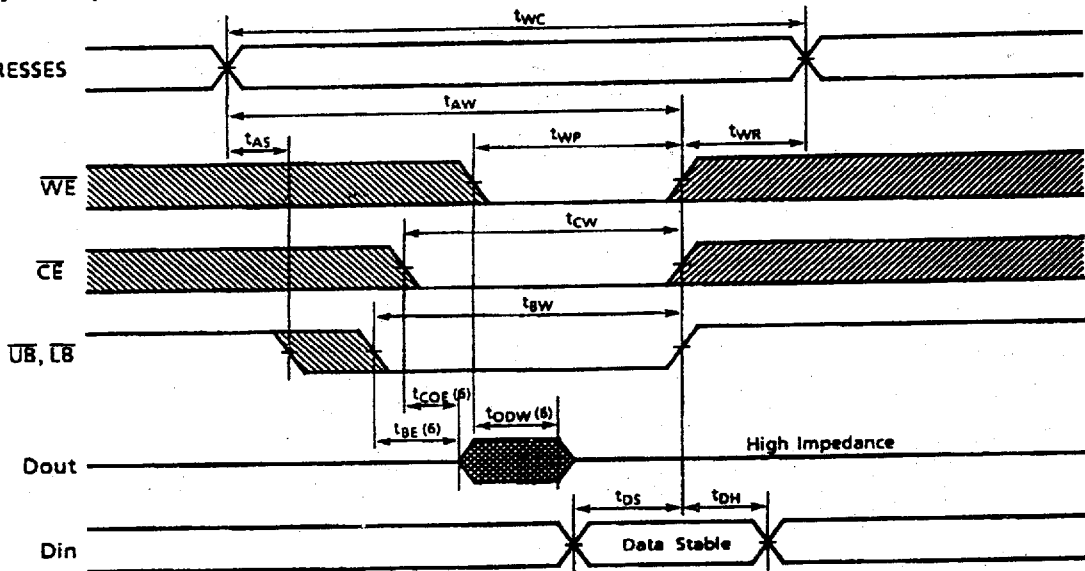 tWC
RESSES
tAW
tAS
tWP
tWR
WE
tCW
CE
tBW
UB, LB
tCOE (6)
tODW (6)
tBE (6)
High Impedance
Dout
tDS
tDH
Din
Data Stable